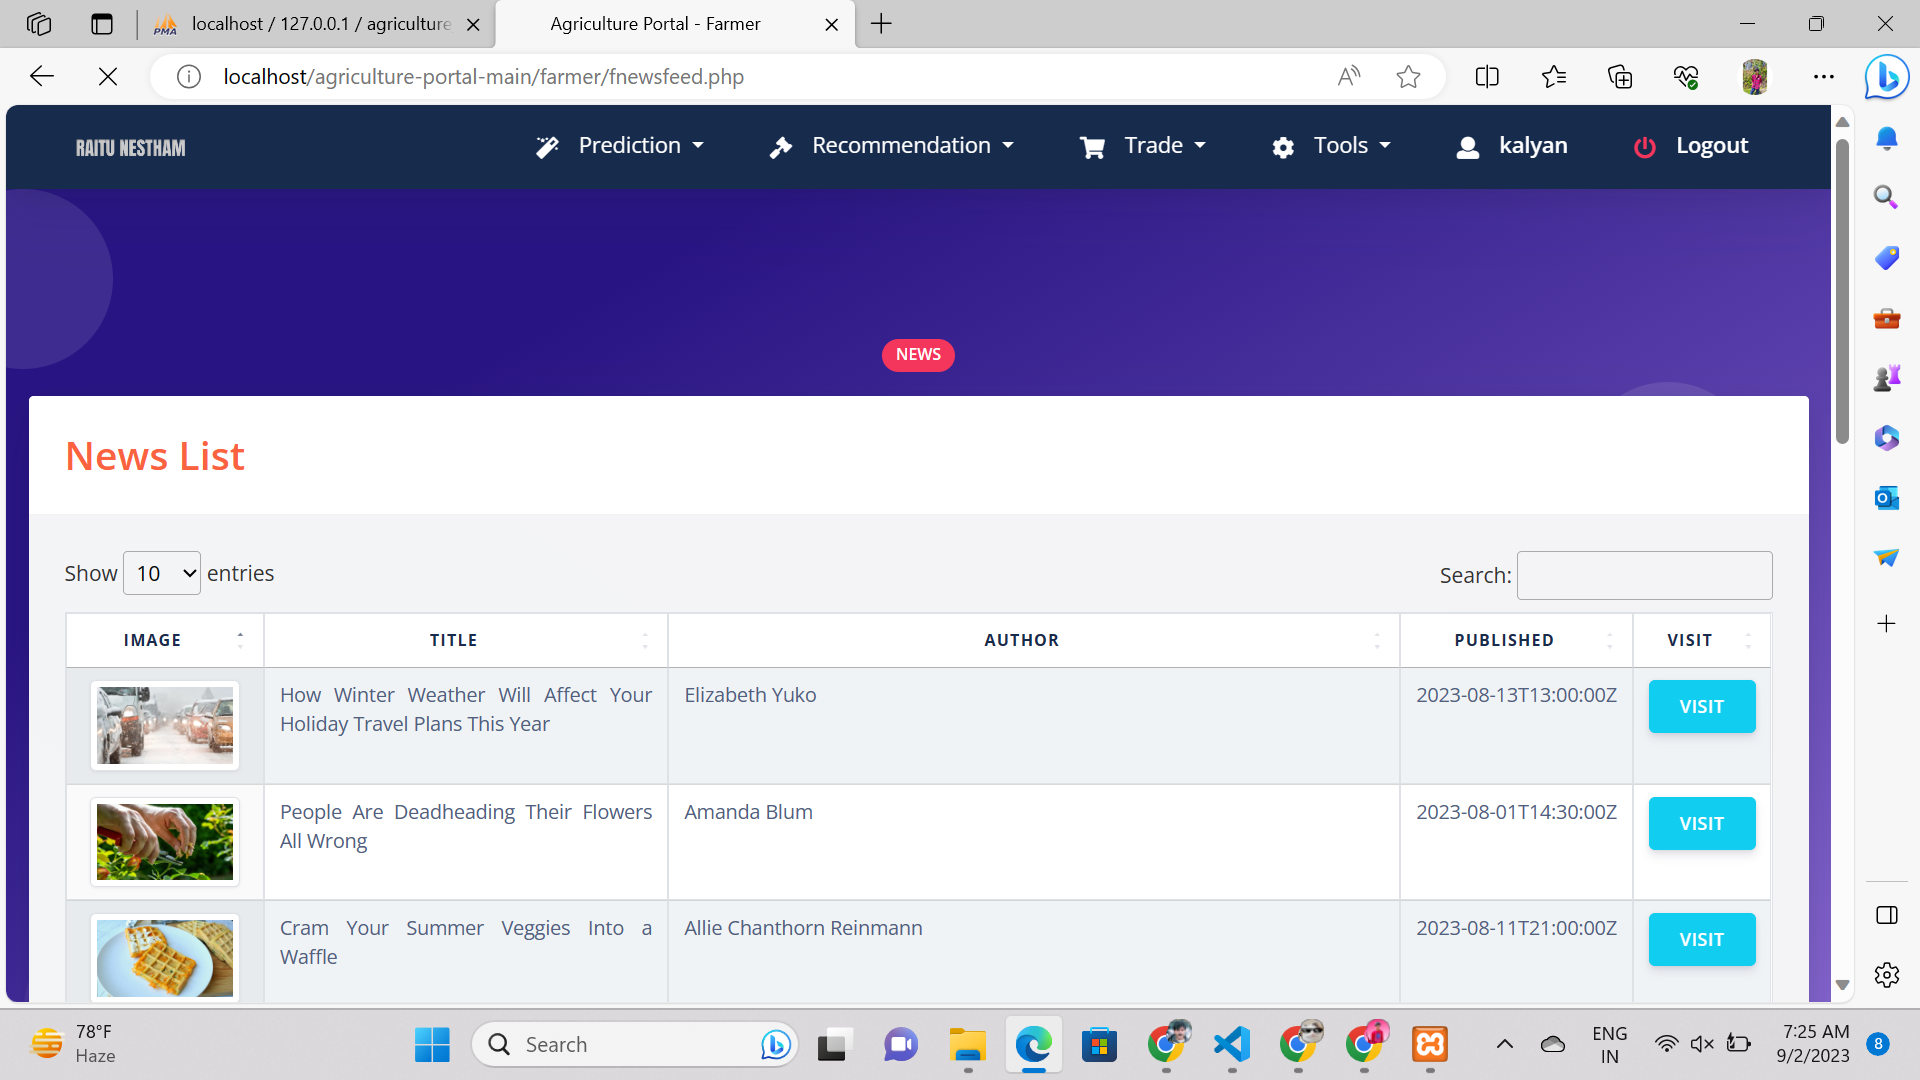 localhost / 127.0.0.1 / agriculture
Agriculture Portal - Farmer
localhost/agriculture-portal-main/farmer/fnewsfeed.php
RAITU NESTHAM
Prediction
Recommendation
Trade
Tools
kalyan
Logout
NEWS
News List
Show 10 entries
Search:
IMAGE TITLE AUTHOR PUBLISHED VISIT
How Winter Weather Will Affect Your
Holiday Travel Plans This Year
Elizabeth Yuko
2023-08-13T13:00:00Z
VISIT
People Are Deadheading Their Flowers
All Wrong
Amanda Blum
2023-08-01T14:30:00Z
VISIT
Cram Your Summer Veggies Into a
Waffle
Allie Chanthorn Reinmann
2023-08-11T21:00:00Z
VISIT
78°F
Haze
Search
ENG
IN
7:25 AM
9/2/2023
8